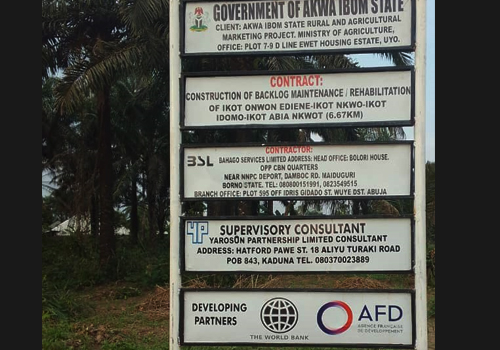 GOVERNMENT OF AKWA IBOM STATE
CLIENT: AKWA IBOM STATE RURAL AND AGRICULTURAL
MARKETING PROJECT. MINISTRY OF AGRICULTURE,
OFFICE: PLOT 7-9 D LINE EWET HOUSING ESTATE, UYO.
CONTRACT:
CONSTRUCTION OF BACKLOG MAINTENANCE / REHABILITATION
OF IKOT ONWON EDIENE-IKOT NKWO-IKOT
IDOMO-IKOT ABIA NKWOT (6.67KM)
CONTRACTOR:
BSL BAHAGO SERVICES LIMITED ADDRESS: HEAD OFFICE: BOLORI HOUSE.
OPP CBN QUARTERS
NEAR NNPC DEPORT, DAMBOC RD. MAIDUGURI
BORNO STATE. TEL: 080800151991, 0823549515
BRANCH OFFICE: PLOT 595 OFF IDRIS GIDADO ST. WUYE DST. ABUJA
YP SUPERVISORY CONSULTANT
YAROSON PARTNERSHIP LIMITED CONSULTANT
ADDRESS: HATFORD PAWE ST. 18 ALIYU TURAKI ROAD
POB 843, KADUNA TEL. 080370023889
DEVELOPING
PARTNERS
THE WORLD BANK
AFD
AGENCE FRANÇAISE
DE DÉVELOPPEMENT